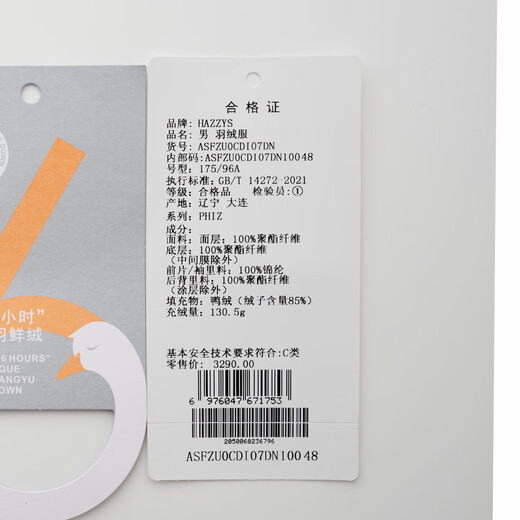 小时”
羽鲜绒
6 HOURS”
QUE
ANGYU
OWN
合格证
品牌: HAZZYS
品名: 男 羽绒服
货号: ASFZU0CDI07DN
内部码: ASFZU0CDI07DN10048
号型: 175/96A
执行标准: GB/T 14272-2021
等级: 合格品 检验员:①
产地: 辽宁 大连
系列: PHIZ
成分:
面料: 面层: 100%聚酯纤维
底层: 100%聚酯纤维
(中间膜除外)
前片/袖里料: 100%锦纶
后背里料: 100%聚酯纤维
(涂层除外)
填充物: 鸭绒 (绒子含量85%)
充绒量: 130.5g
基本安全技术要求符合:C类
零售价: 3290.00
6 976047 671753
2050068236796
ASFZU0CDI07DN10048